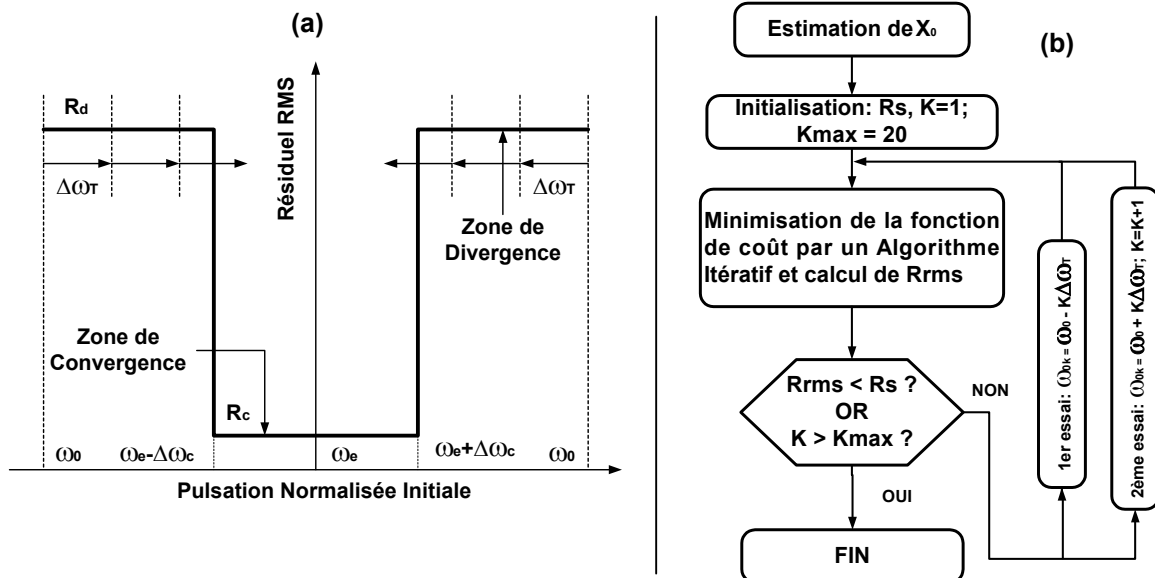 (a)
Résiduel RMS
Rd
ΔωT
ΔωT
Zone de
Divergence
Zone de
Convergence
Rc
ω0
ωe-Δωc
ωe
ωe+Δωc
ω0
Pulsation Normalisée Initiale
(b)
Estimation de X0
Initialisation: Rs, K=1;
Kmax = 20
Minimisation de la fonction
de coût par un Algorithme
Itératif et calcul de Rrms
Rrms < Rs ?
OR
K > Kmax ?
NON
OUI
FIN
1er essai: ω0k = ω0 - KΔωT
2ème essai: ω0k = ω0 + KΔωT; K=K+1